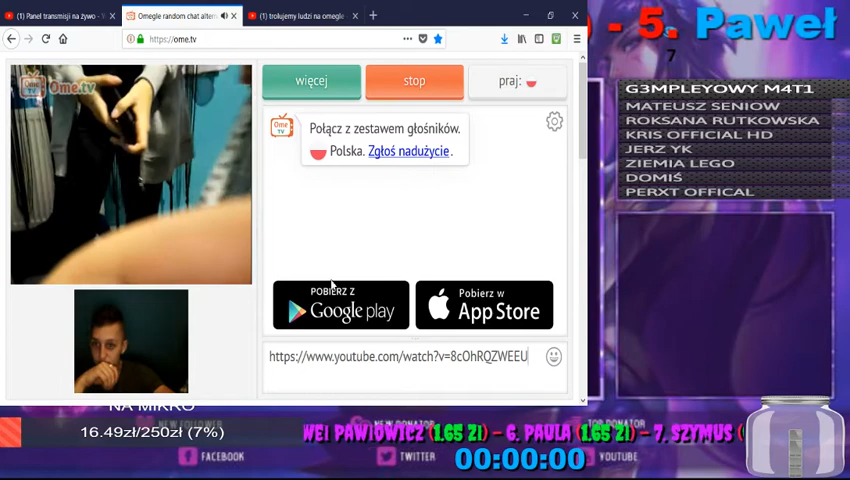 (1) Panel transmisji na żywo -
Omegle random chat altern
(1) trolujemy ludzi na omegle
https://ome.tv
- 5. Paweł
7
Ome.tv
więcej
stop
praj:
Połącz z zestawem głośników.
Polska. Zgłoś nadużycie.
G3MPLEYOWY M4T1
MATEUSZ SENIOW
ROKSANA RUTKOWSKA
KRIS OFFICIAL HD
JERZ YK
ZIEMIA LEGO
DOMIŚ
PERXT OFFICAL
POBIERZ Z
Google play
Pobierz w
App Store
https://www.youtube.com/watch?v=8cOhRQZWEEU
NA MIKRO
16.49zł/250zł (7%)
WEI PAWIOWICZ (1.65 Zł) - 6. PAULA (1.65 Zł) - 7. SZYMUS (
FACEBOOK
TWITTER
YOUTUBE
00:00:00